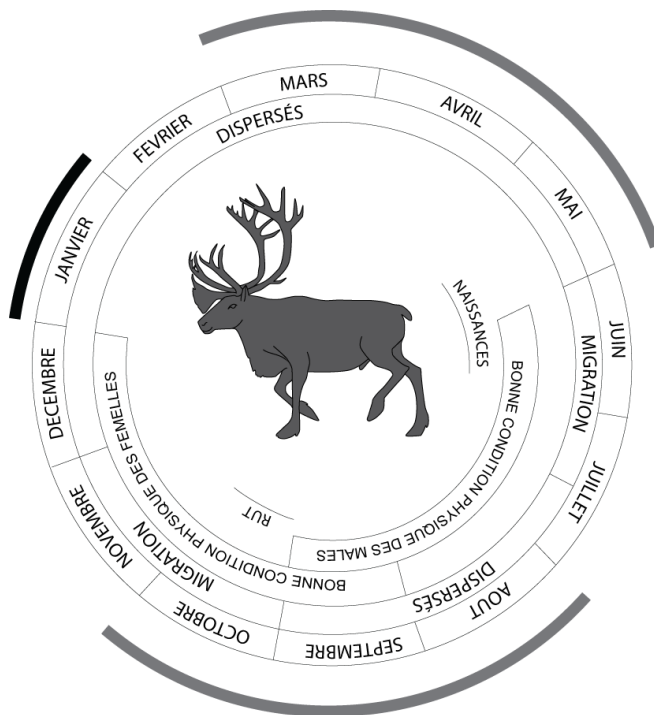 JANVIER
FEVRIER
MARS
AVRIL
MAI
JUIN
JUILLET
AOUT
SEPTEMBRE
OCTOBRE
NOVEMBRE
DECEMBRE
DISPERSÉS
MIGRATION
DISPERSÉS
MIGRATION
NAISSANCES
BONNE CONDITION PHYSIQUE DES MALES
BONNE CONDITION PHYSIQUE DES FEMELLES
RUT